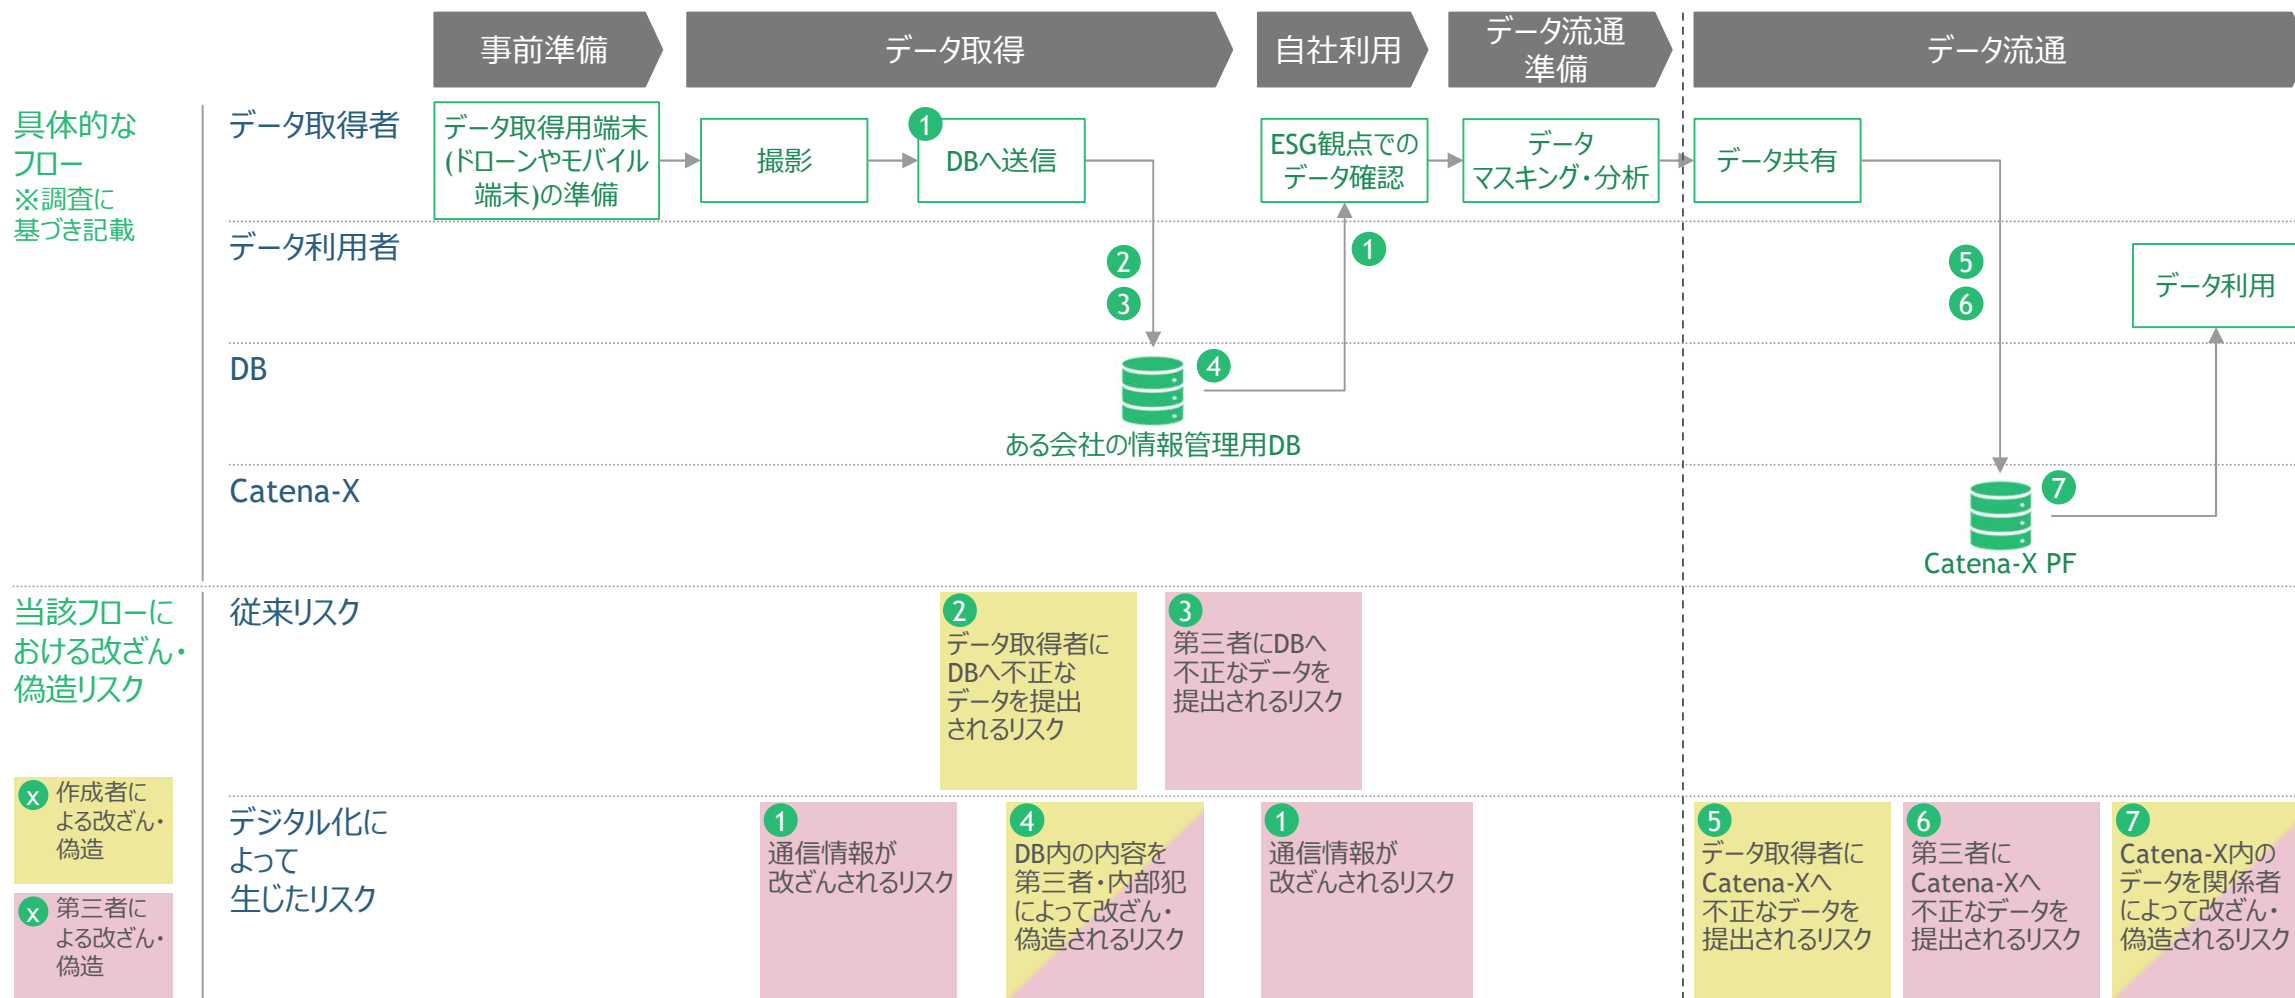 事前準備
データ取得
自社利用
データ流通
準備
データ流通
具体的な
フロー
※調査に
基づき記載
データ取得者
データ取得用端末
(ドローンやモバイル
端末)の準備
撮影
1
DBへ送信
ESG観点での
データ確認
データ
マスキング・分析
データ共有
データ利用者
2
3
1
5
6
データ利用
DB
4
ある会社の情報管理用DB
Catena-X
7
Catena-X PF
当該フローに
おける改ざん・
偽造リスク
従来リスク
2
データ取得者に
DBへ不正な
データを提出
されるリスク
3
第三者にDBへ
不正なデータを
提出されるリスク
x 作成者に
よる改ざん・
偽造
x 第三者に
よる改ざん・
偽造
デジタル化に
よって
生じたリスク
1
通信情報が
改ざんされるリスク
4
DB内の内容を
第三者・内部犯
によって改ざん・
偽造されるリスク
1
通信情報が
改ざんされるリスク
5
データ取得者に
Catena-Xへ
不正なデータを
提出されるリスク
6
第三者に
Catena-Xへ
不正なデータを
提出されるリスク
7
Catena-X内の
データを関係者
によって改ざん・
偽造されるリスク